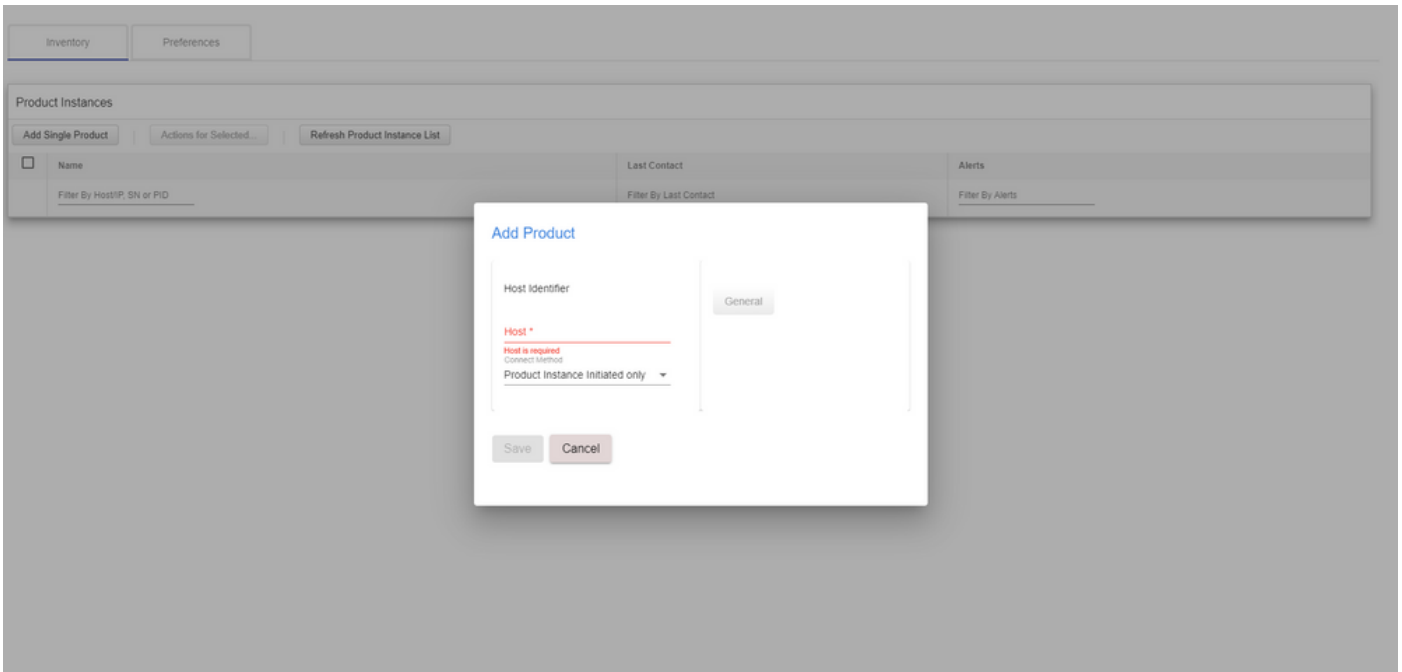 Inventory Preferences
Product Instances
Add Single Product Actions for Selected... Refresh Product Instance List
Name Last Contact Alerts
Filter By Host/IP, SN or PID Filter By Last Contact Filter By Alerts
Add Product
Host Identifier
General
Host *
Host is required
Connect Method
Product Instance Initiated only
Save Cancel